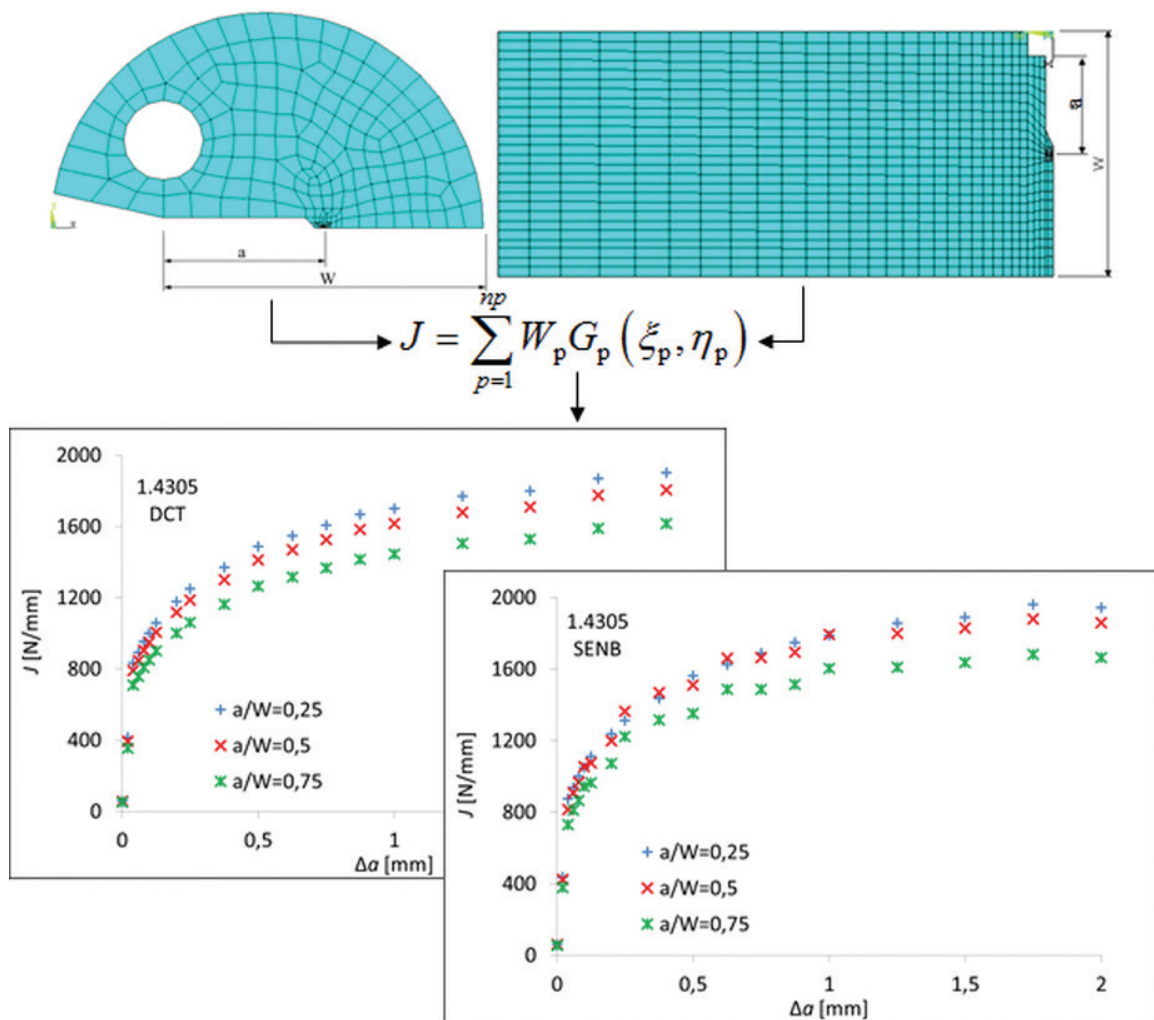 a
W
a
W
J = \sum_{p=1}^{np} W_p G_p (ξ_p, η_p)
2000
1600
1200
800
400
0
J [N/mm]
1.4305
DCT
a/W=0,25
a/W=0,5
a/W=0,75
0
0,5
1
Δa [mm]
2000
1600
1200
800
400
0
J [N/mm]
1.4305
SENB
a/W=0,25
a/W=0,5
a/W=0,75
0
0,5
1
1,5
2
Δa [mm]